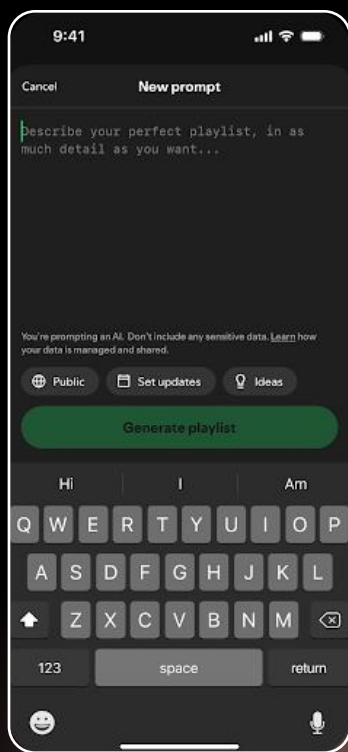 9:41
Cancel New prompt
Describe your perfect playlist, in as
much detail as you want...
You're prompting an AI. Don't include any sensitive data. Learn how
your data is managed and shared.
Public Set updates Ideas
Generate playlist
Hi I Am
Q W E R T Y U I O P
A S D F G H J K L
Z X C V B N M
123 space return